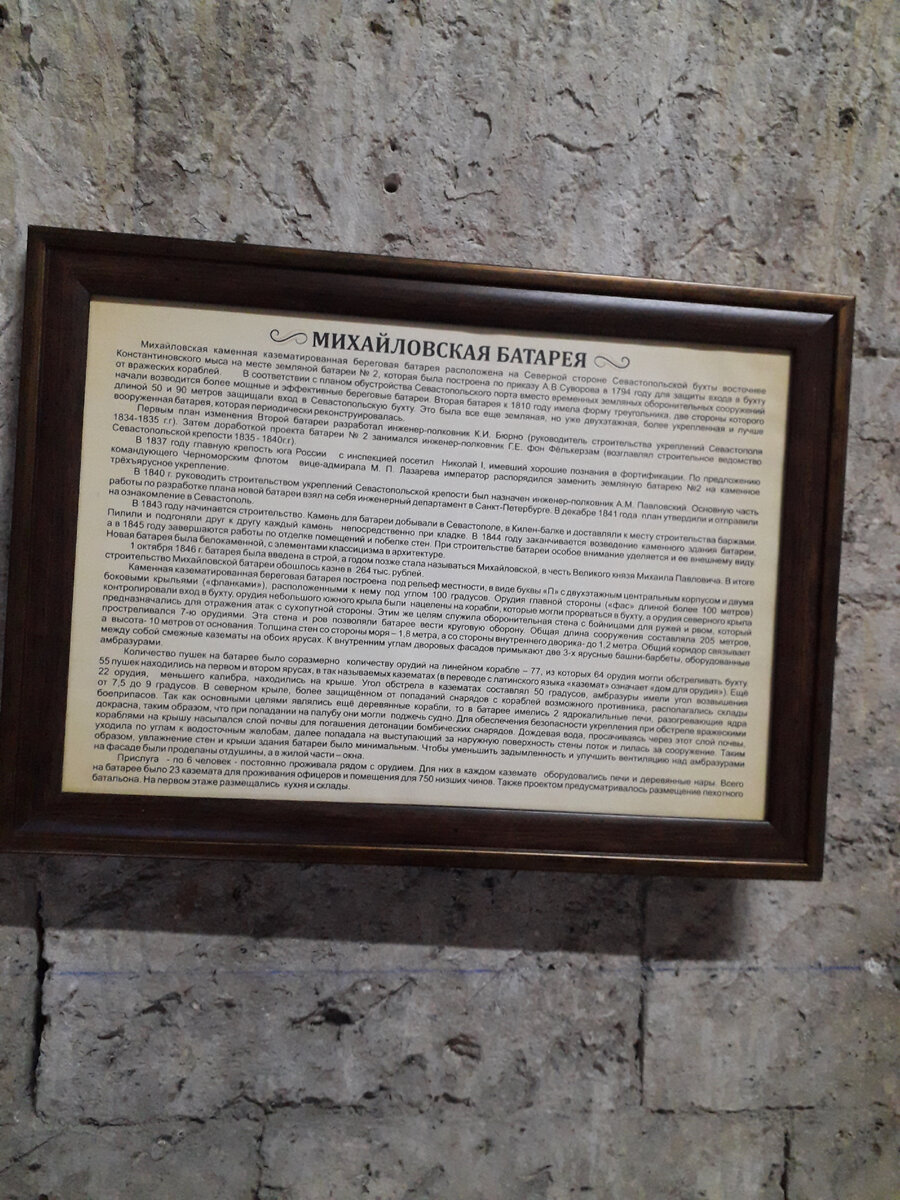 МИХАЙЛОВСКАЯ БАТАРЕЯ
Михайловская каменная казематированная береговая батарея расположена на Северной стороне Севастопольской бухты восточнее
Константиновского мыса на месте земляной батареи № 2, которая была построена по приказу А.В.Суворова в 1794 году для защиты входа в бухту
от вражеских кораблей. В соответствии с планом обустройства Севастопольского порта вместо временных земляных оборонительных сооружений
начали возводится более мощные и эффективные береговые батареи. Вторая батарея к 1810 году имела форму треугольника, две стороны которого
длиной 50 и 90 метров защищали вход в Севастопольскую бухту. Это была все еще земляная, но уже двухэтажная, более укрепленная и лучше
вооруженная батарея, которая периодически реконструировалась.
Первым план изменения Второй батареи разработал инженер-полковник К.И. Бюрно (руководитель строительства укреплений Севастополя
1834-1835 г.г). Затем доработкой проекта батареи № 2 занимался инженер-полковник Г.Е. фон Фёлькерзам (возглавлял строительное ведомство
Севастопольской крепости 1835 - 1840г.г).
В 1837 году главную крепость юга России с инспекцией посетил Николай I, имевший хорошие познания в фортификации. По предложению
командующего Черноморским флотом вице-адмирала М. П. Лазарева император распорядился заменить земляную батарею №2 на каменное
трёхъярусное укрепление.
В 1840 г. руководить строительством укреплений Севастопольской крепости был назначен инженер-полковник А.М. Павловский. Основную часть
работы по разработке плана новой батареи взял на себя инженерный департамент в Санкт-Петербурге. В декабре 1841 года план утвердили и отправили
на ознакомление в Севастополь.
В 1843 году начинается строительство. Камень для батареи добывали в Севастополе, в Килен-балке и доставляли к месту строительства баржами.
Пилили и подгоняли друг к другу каждый камень непосредственно при кладке. В 1844 году заканчивается возведение каменного здания батареи,
а в 1845 году завершаются работы по отделке помещений и побелке стен. При строительстве батареи особое внимание уделяется и ее внешнему виду.
Новая батарея была белокаменной, с элементами классицизма в архитектуре.
1 октября 1846 г. батарея была введена в строй, а годом позже стала называться Михайловской, в честь Великого князя Михаила Павловича. В итоге
строительство Михайловской батареи обошлось казне в 264 тыс. рублей.
Каменная казематированная береговая батарея построена под рельеф местности, в виде буквы «П» с двухэтажным центральным корпусом и двумя
боковыми крыльями («фланками»), расположенными к нему под углом 100 градусов. Орудия главной стороны («фас» длиной более 100 метров)
контролировали вход в бухту, орудия небольшого южного крыла были нацелены на корабли, которые могли прорваться в бухту, а орудия северного крыла
предназначались для отражения атак с сухопутной стороны. Этим же целям служила оборонительная стена с бойницами для ружей и рвом, который
простреливался 7-ю орудиями. Эта стена и ров позволяли батарее вести круговую оборону. Общая длина сооружения составляла 205 метров,
а высота- 10 метров от основания. Толщина стен со стороны моря – 1,8 метра, а со стороны внутреннего дворика- до 1,2 метра. Общий коридор связывает
между собой смежные казематы на обоих ярусах. К внутренним углам дворовых фасадов примыкают две 3-х ярусные башни-барбеты, оборудованные
амбразурами.
Количество пушек на батарее было соразмерно количеству орудий на линейном корабле – 77, из которых 64 орудия могли обстреливать бухту.
55 пушек находились на первом и втором ярусах, в так называемых казематах (в переводе с латинского языка «каземат» означает «дом для орудия»). Ещё
22 орудия, меньшего калибра, находились на крыше. Угол обстрела в казематах составлял 50 градусов, амбразуры имели угол возвышения
от 7,5 до 9 градусов. В северном крыле, более защищённом от попаданий снарядов с кораблей возможного противника, располагались склады
боеприпасов. Так как основными целями являлись ещё деревянные корабли, то в батарее имелись 2 ядрокалильные печи, разогревающие ядра
докрасна, таким образом, что при попадании на палубу они могли поджечь судно. Для обеспечения безопасности укрепления при обстреле вражескими
кораблями на крышу насыпался слой почвы для погашения детонации бомбических снарядов. Дождевая вода, просачиваясь через этот слой почвы,
уходила по углам к водосточным желобам, далее попадала на выступающий за наружную поверхность стены лоток и лилась за сооружение. Таким
образом, увлажнение стен и крыши здания батареи было минимальным. Чтобы уменьшить задымленность и улучшить вентиляцию над амбразурами
на фасаде были проделаны отдушины, а в жилой части – окна.
Прислуга - по 6 человек - постоянно проживала рядом с орудием. Для них в каждом каземате оборудовались печи и деревянные нары. Всего
на батарее было 23 каземата для проживания офицеров и помещения для 750 низших чинов. Также проектом предусматривалось размещение пехотного
батальона. На первом этаже размещались кухня и склады.